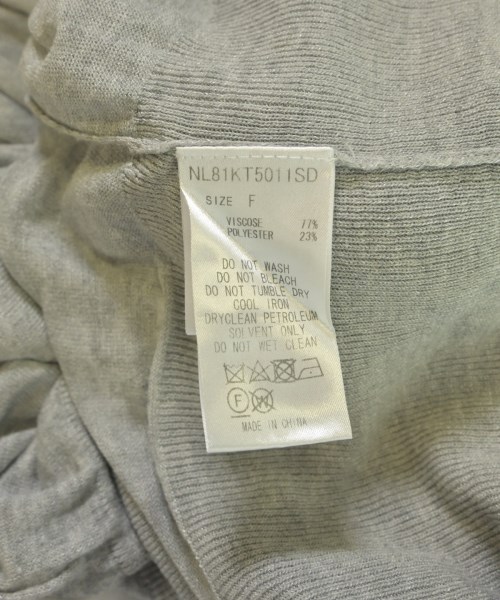 NL81KT5011SD
SIZE F
VISCOSE 77%
POLYESTER 23%
DO NOT WASH
DO NOT BLEACH
DO NOT TUMBLE DRY
COOL IRON
DRYCLEAN PETROLEUM
SOLVENT ONLY
DO NOT WET CLEAN
F W
MADE IN CHINA